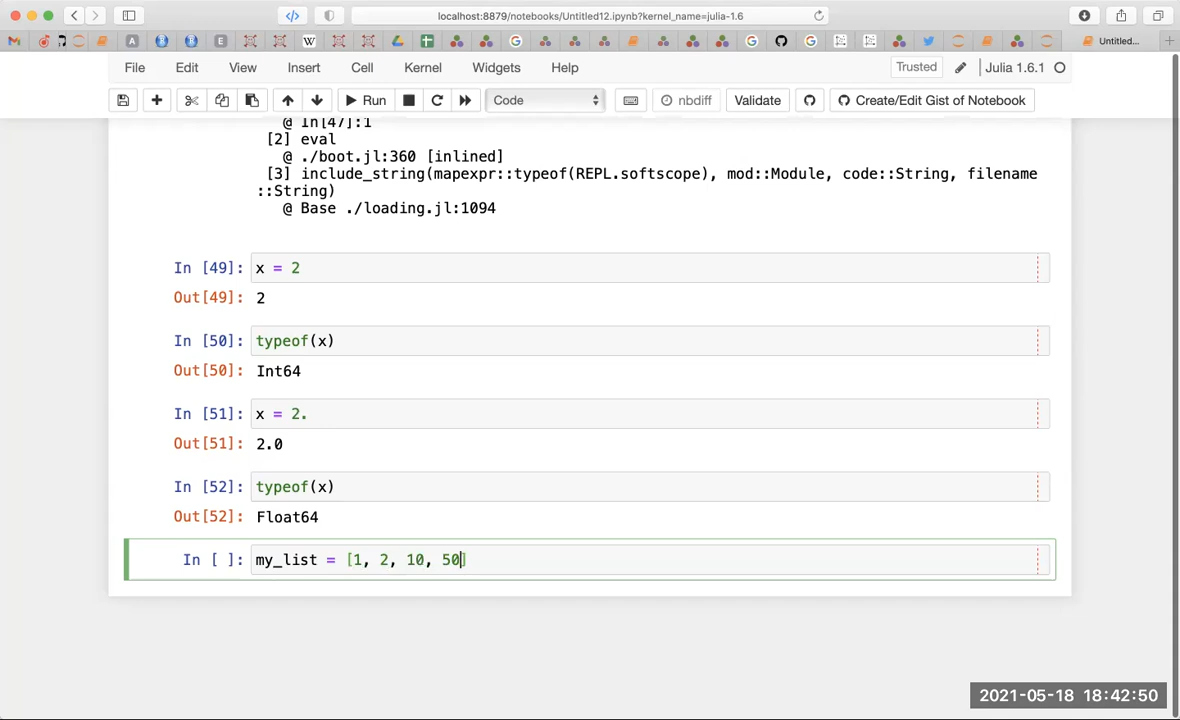 localhost:8879/notebooks/Untitled12.ipynb?kernel_name=julia-1.6
A E W G G G Untitled...
File Edit View Insert Cell Kernel Widgets Help Trusted Julia 1.6.1
Run Code nbdiff Validate Create/Edit Gist of Notebook
@ In[47]:1
[2] eval
@ ./boot.jl:360 [inlined]
[3] include_string(mapexpr::typeof(REPL.softscope), mod::Module, code::String, filename
::String)
@ Base ./loading.jl:1094
In [49]: x = 2
Out[49]: 2
In [50]: typeof(x)
Out[50]: Int64
In [51]: x = 2.
Out[51]: 2.0
In [52]: typeof(x)
Out[52]: Float64
In [ ]: my_list = [1, 2, 10, 50]
2021-05-18 18:42:50